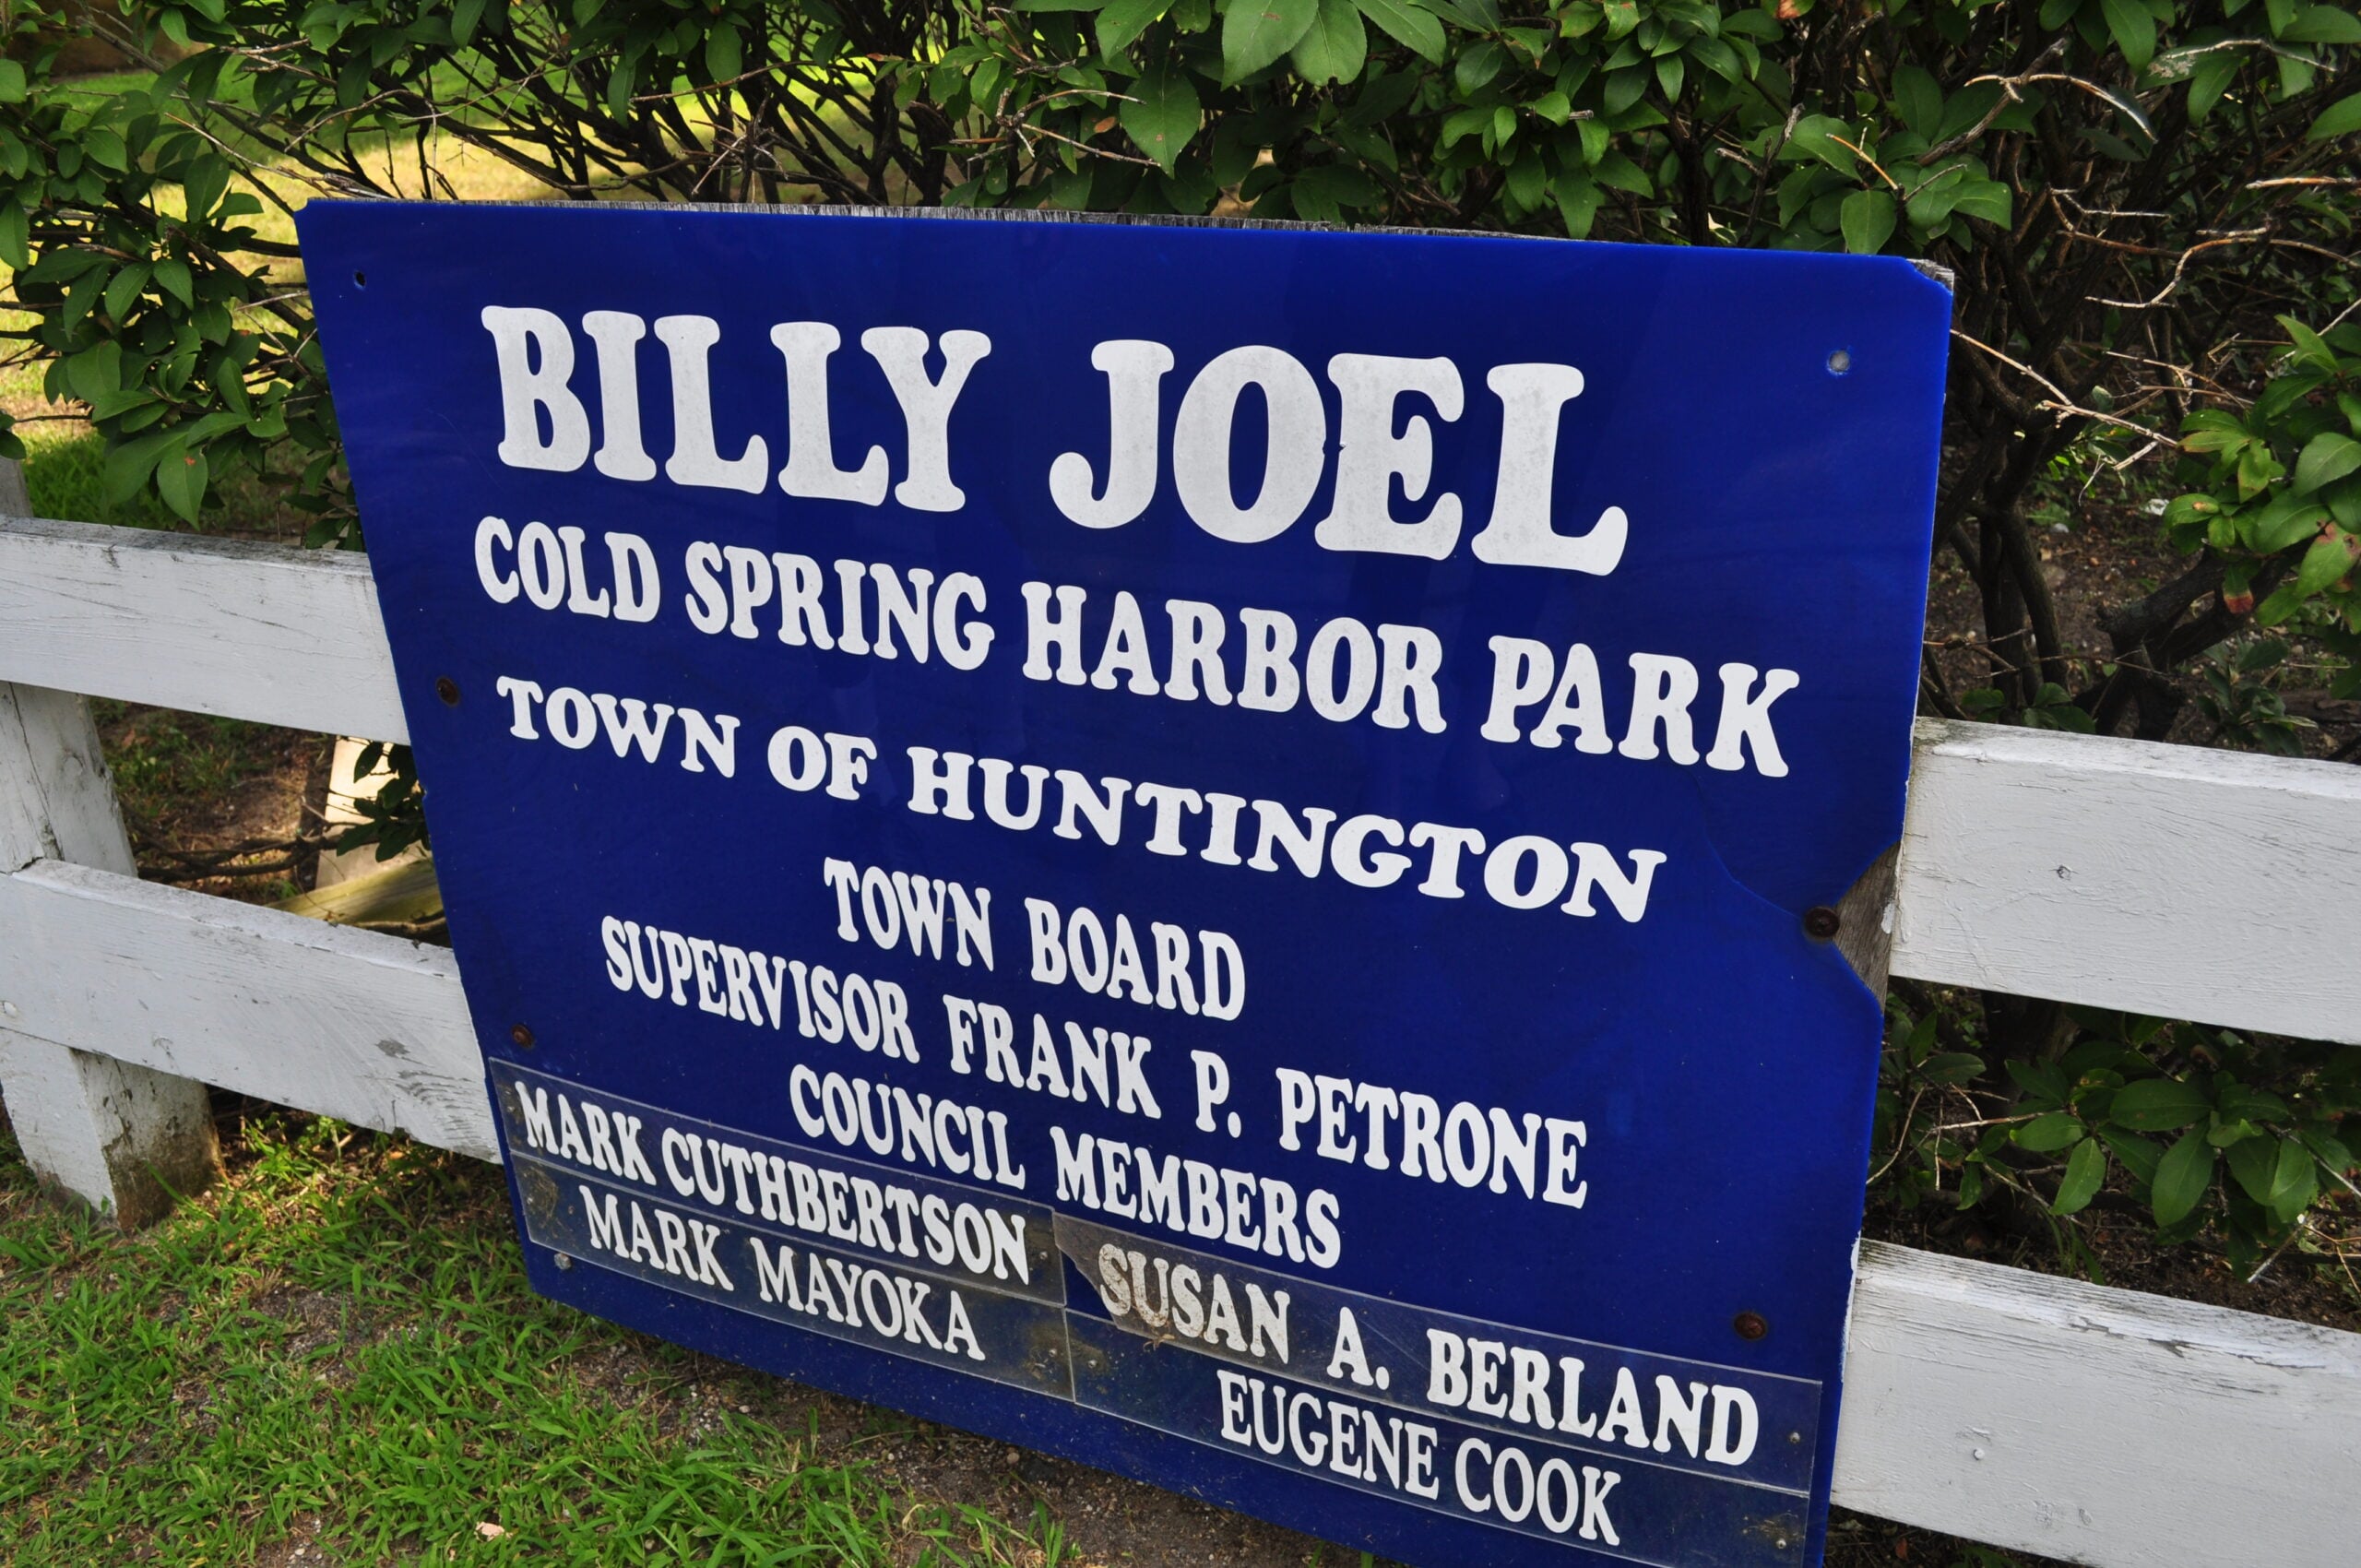 BILLY JOEL
COLD SPRING HARBOR PARK
TOWN OF HUNTINGTON
TOWN BOARD
SUPERVISOR FRANK P. PETRONE
COUNCIL MEMBERS
MARK CUTHBERTSON SUSAN A. BERLAND
MARK MAYOKA EUGENE COOK